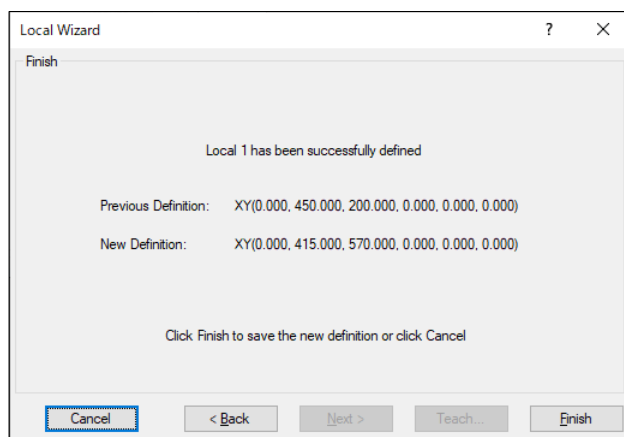 Local Wizard
?
Finish
Local 1 has been successfully defined
Previous Definition: XY(0.000, 450.000, 200.000, 0.000, 0.000, 0.000)
New Definition: XY(0.000, 415.000, 570.000, 0.000, 0.000, 0.000)
Click Finish to save the new definition or click Cancel
Cancel < Back Next > Teach... Finish